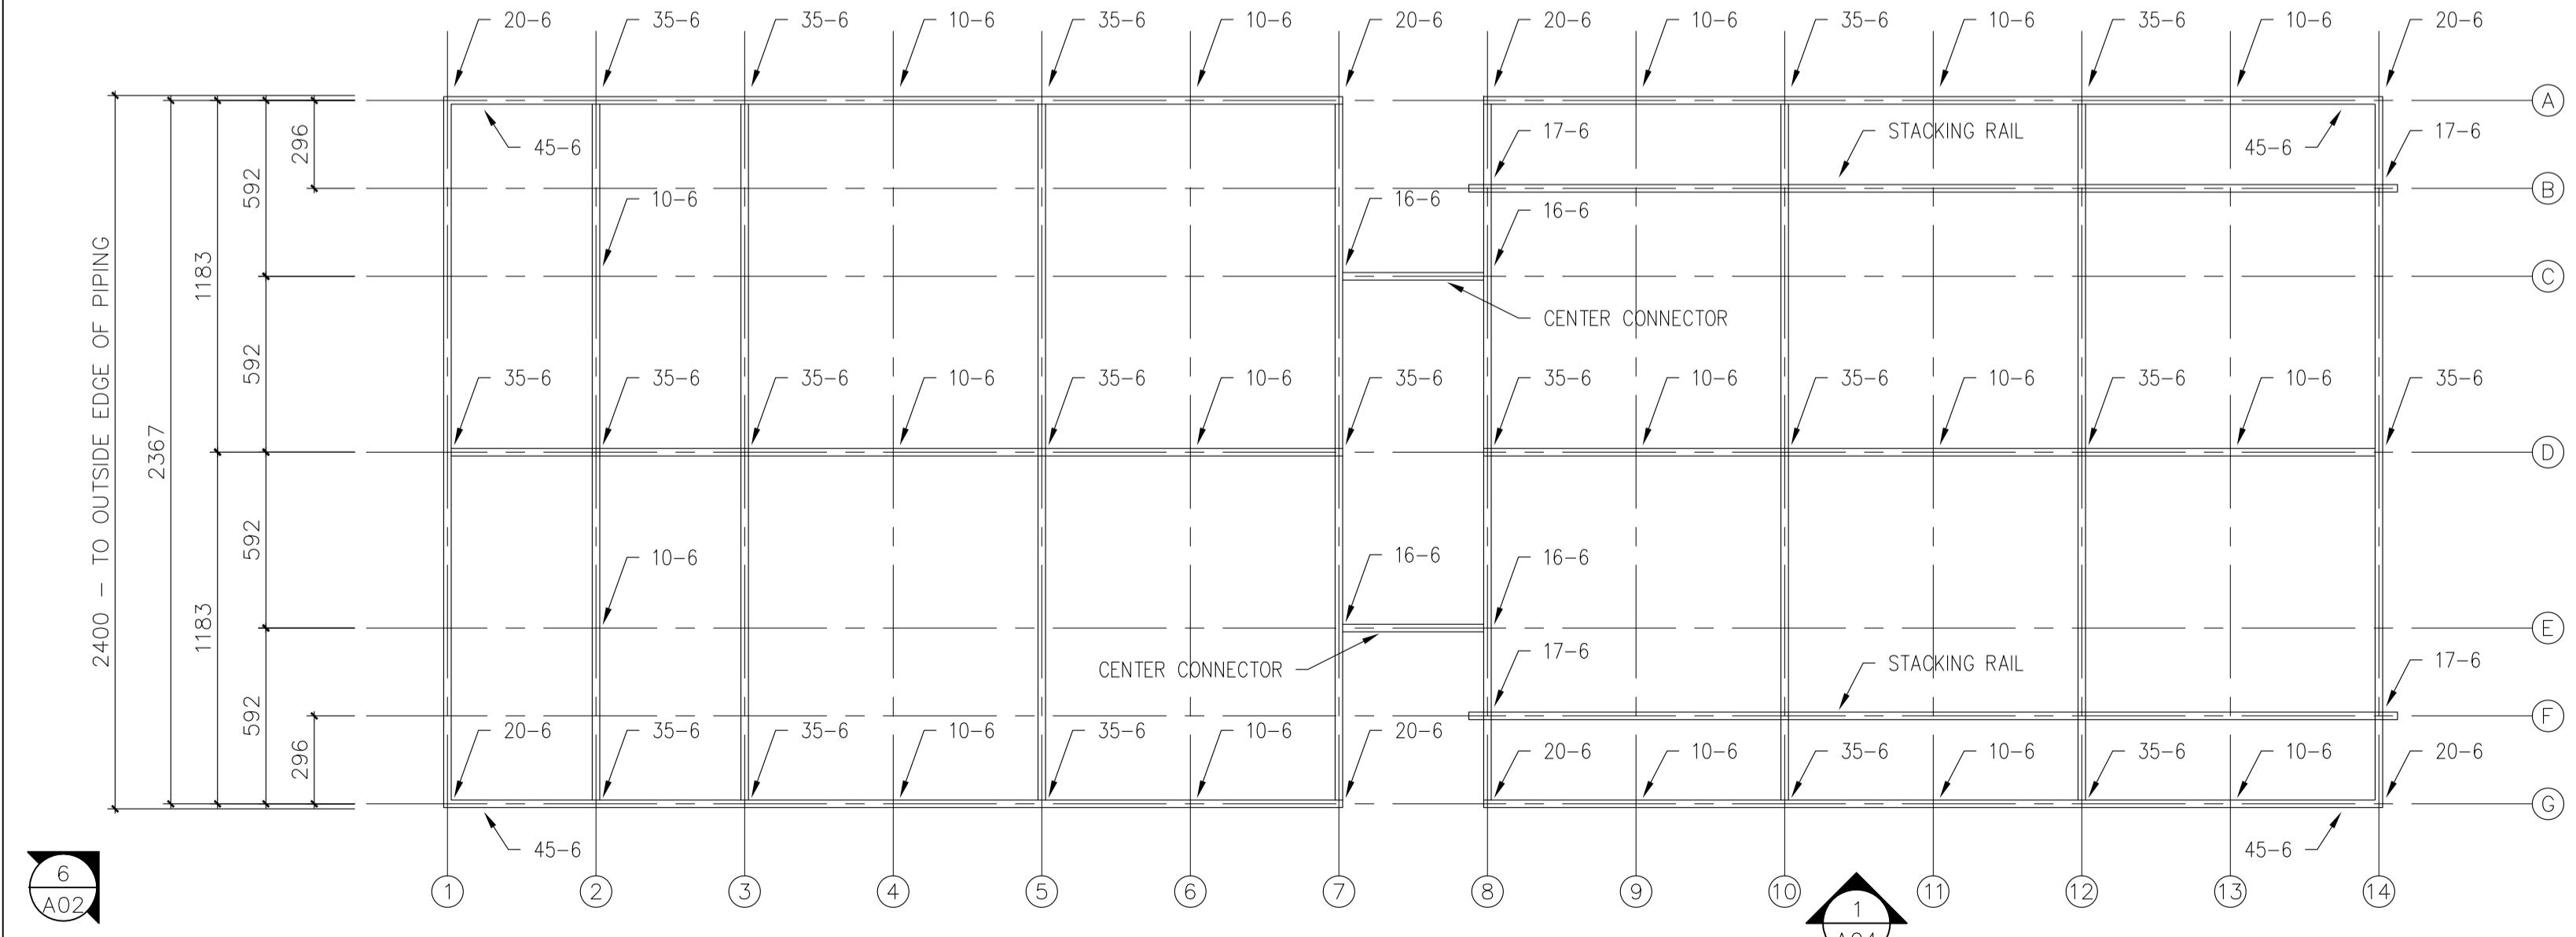 20-6 35-6 35-6 10-6 35-6 10-6 20-6 20-6 10-6 35-6 10-6 35-6 10-6 20-6
A
296
45-6
17-6
STACKING RAIL
45-6
17-6
592
B
10-6
16-6
16-6
2400 - TO OUTSIDE EDGE OF PIPING
1183
C
CENTER CONNECTOR
592
35-6 35-6 35-6 10-6 35-6 10-6 35-6 35-6 10-6 35-6 10-6 35-6 10-6 35-6
2367
D
592
10-6
16-6
16-6
1183
E
CENTER CONNECTOR
17-6
STACKING RAIL
17-6
592
F
296
20-6 35-6 35-6 10-6 35-6 10-6 20-6
20-6 10-6 35-6 10-6 35-6 10-6 20-6
G
45-6
45-6
6
A02
1 2 3 4 5 6 7 8 9 10 11 12 13 14
1